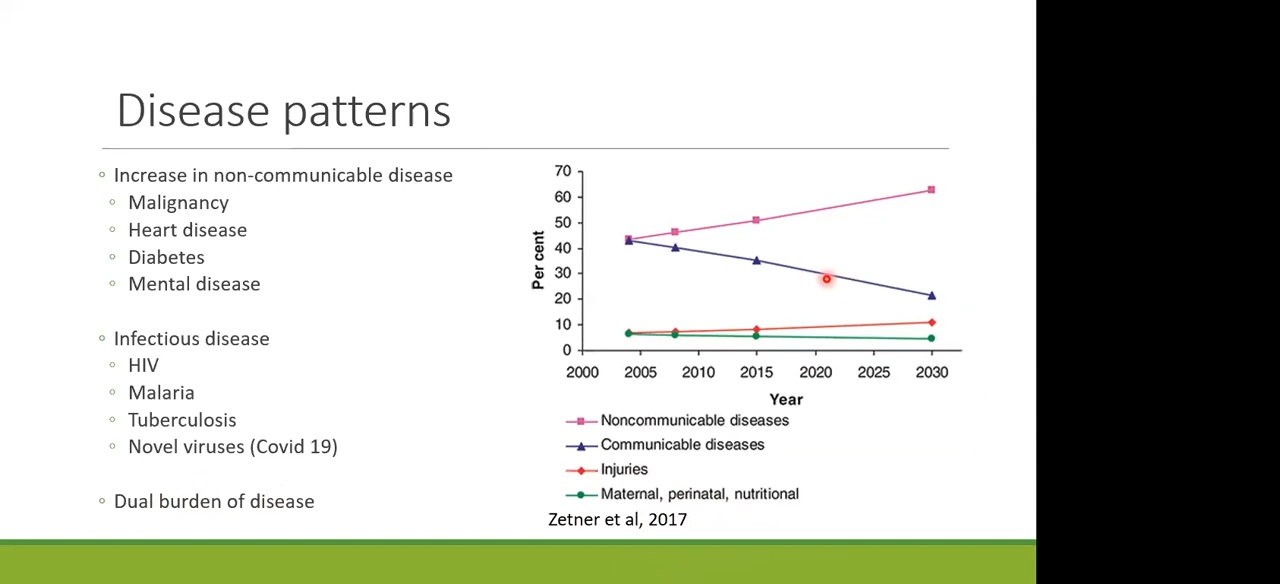 Disease patterns
Increase in non-communicable disease
Malignancy
Heart disease
Diabetes
Mental disease
Infectious disease
HIV
Malaria
Tuberculosis
Novel viruses (Covid 19)
Dual burden of disease
70
60
50
40
30
20
10
0
Per cent
2000 2005 2010 2015 2020 2025 2030
Year
Noncommunicable diseases
Communicable diseases
Injuries
Maternal, perinatal, nutritional
Zetner et al, 2017